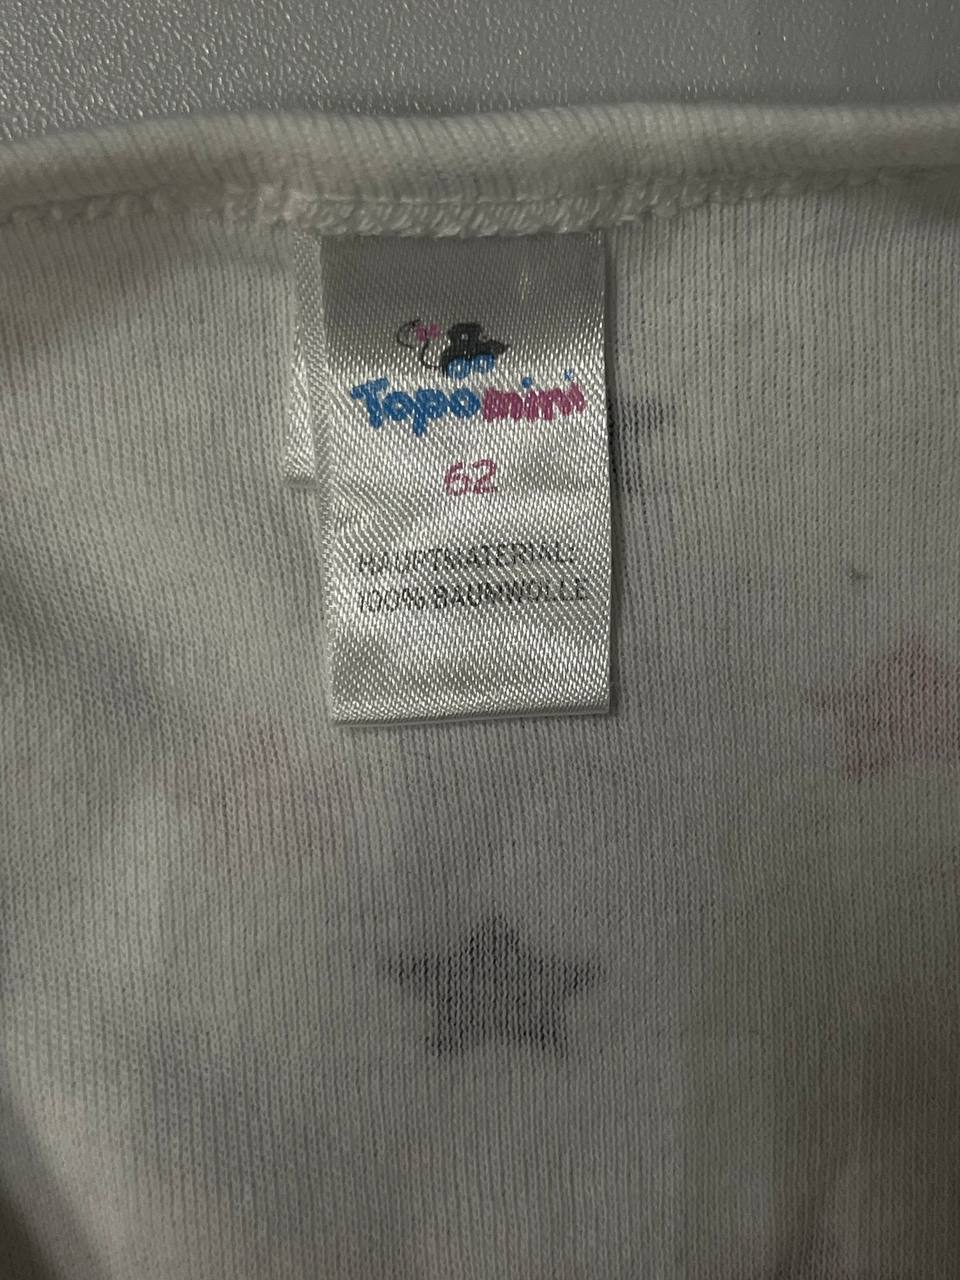 Topomini
62
HAUPTMATERIAL:
100% BAUMWOLLE